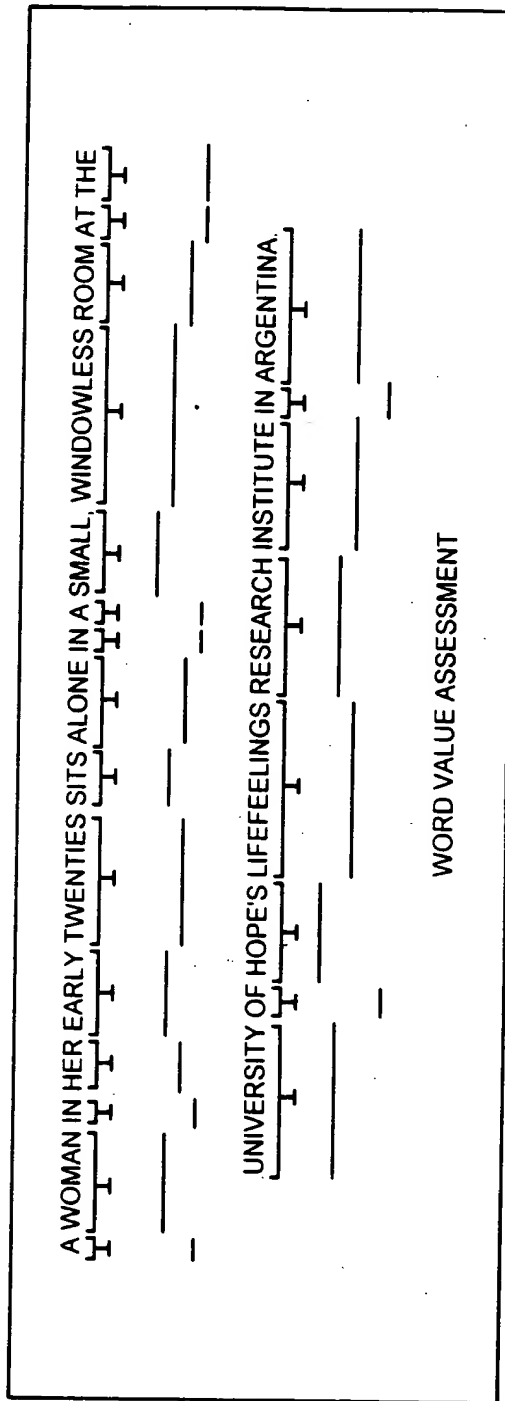 A WOMAN IN HER EARLY TWENTIES SITS ALONE IN A SMALL, WINDOWLESS ROOM AT THE
UNIVERSITY OF HOPE'S LIFEFEELINGS RESEARCH INSTITUTE IN ARGENTINA.
WORD VALUE ASSESSMENT